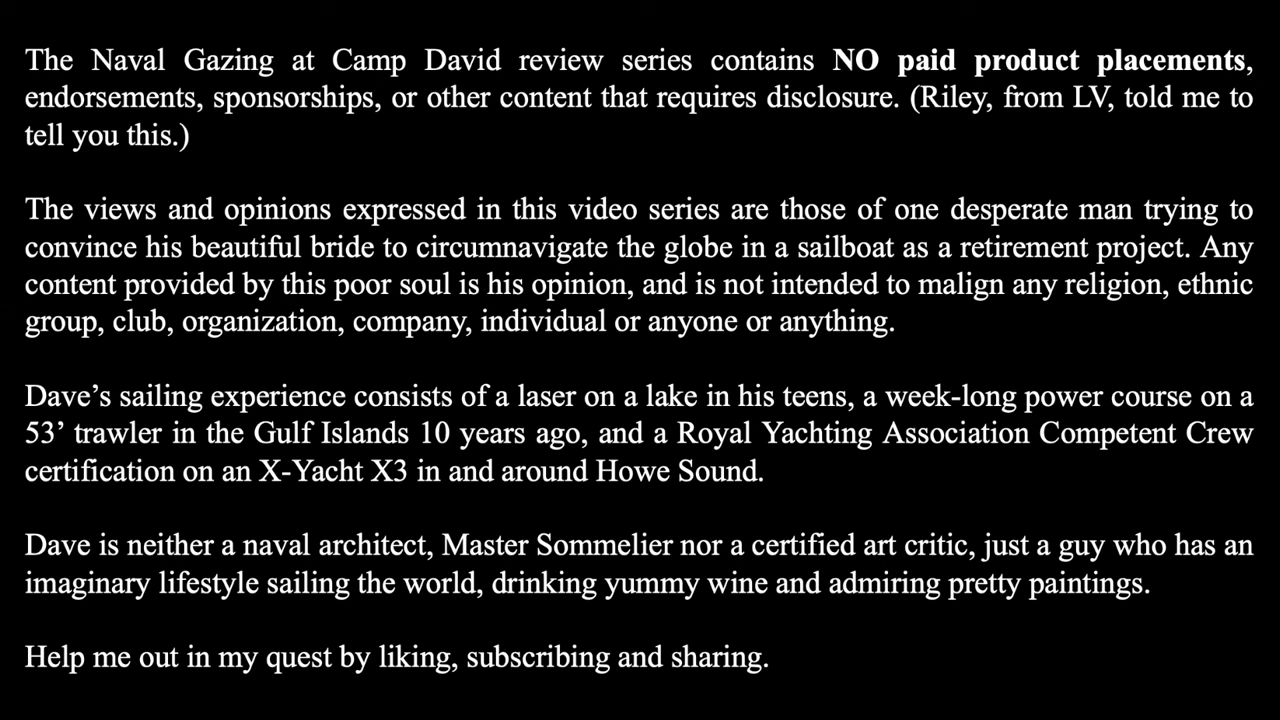 The Naval Gazing at Camp David review series contains NO paid product placements,
endorsements, sponsorships, or other content that requires disclosure. (Riley, from LV, told me to
tell you this.)
The views and opinions expressed in this video series are those of one desperate man trying to
convince his beautiful bride to circumnavigate the globe in a sailboat as a retirement project. Any
content provided by this poor soul is his opinion, and is not intended to malign any religion, ethnic
group, club, organization, company, individual or anyone or anything.
Dave’s sailing experience consists of a laser on a lake in his teens, a week-long power course on a
53’ trawler in the Gulf Islands 10 years ago, and a Royal Yachting Association Competent Crew
certification on an X-Yacht X3 in and around Howe Sound.
Dave is neither a naval architect, Master Sommelier nor a certified art critic, just a guy who has an
imaginary lifestyle sailing the world, drinking yummy wine and admiring pretty paintings.
Help me out in my quest by liking, subscribing and sharing.